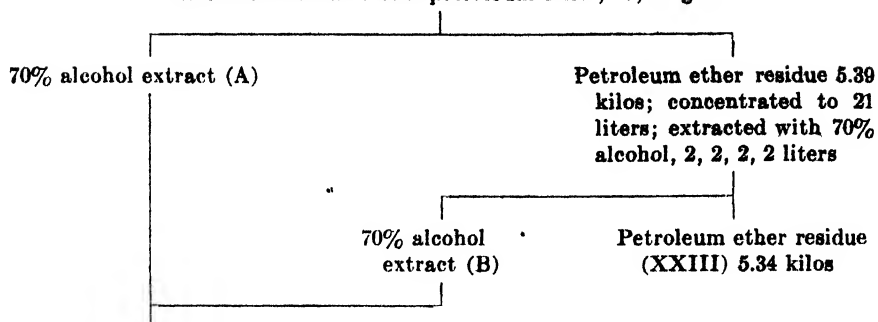 70% alcohol extract (A)
Petroleum ether residue 5.39
kilos; concentrated to 21
liters; extracted with 70%
alcohol, 2, 2, 2, 2 liters
70% alcohol
extract (B)
Petroleum ether residue
(XXIII) 5.34 kilos